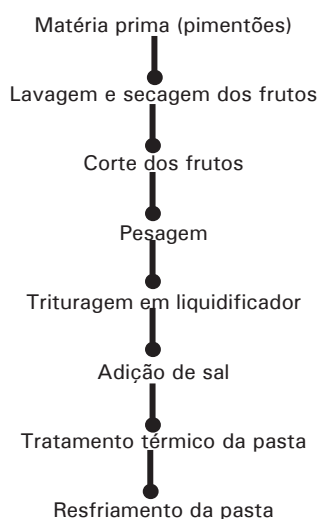 Matéria prima (pimentões)
Lavagem e secagem dos frutos
Corte dos frutos
Pesagem
Trituragem em liquidificador
Adição de sal
Tratamento térmico da pasta
Resfriamento da pasta